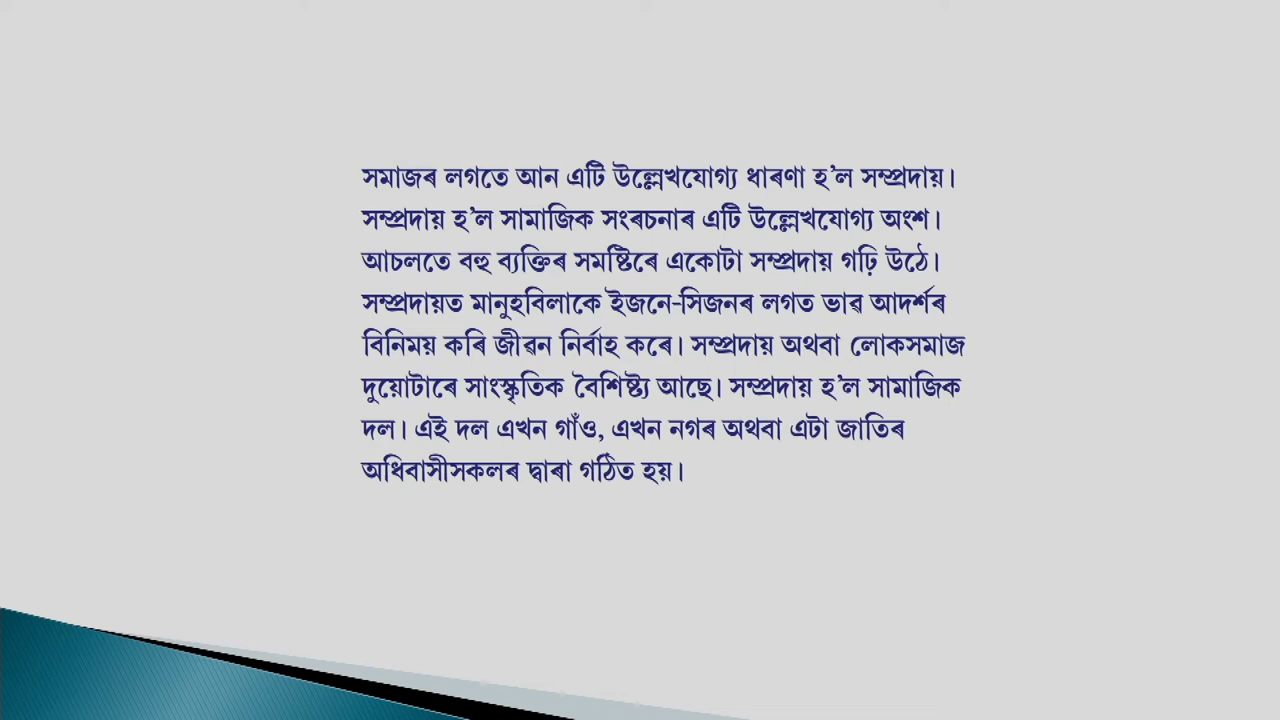 সমাজৰ লগতে আন এটি উল্লেখযোগ্য ধাৰণা হ’ল সম্প্ৰদায়।
সম্প্ৰদায় হ’ল সামাজিক সংৰচনাৰ এটি উল্লেখযোগ্য অংশ।
আচলতে বহু ব্যক্তিৰ সমষ্টিৰে একোটা সম্প্ৰদায় গঢ়ি উঠে।
সম্প্ৰদায়ত মানুহবিলাকে ইজনে-সিজনৰ লগত ভাৱ আদৰ্শৰ
বিনিময় কৰি জীৱন নিৰ্বাহ কৰে। সম্প্ৰদায় অথবা লোকসমাজ
দুয়োটাৰে সাংস্কৃতিক বৈশিষ্ট্য আছে। সম্প্ৰদায় হ’ল সামাজিক
দল। এই দল এখন গাঁও, এখন নগৰ অথবা এটা জাতিৰ
অধিবাসীসকলৰ দ্বাৰা গঠিত হয়।